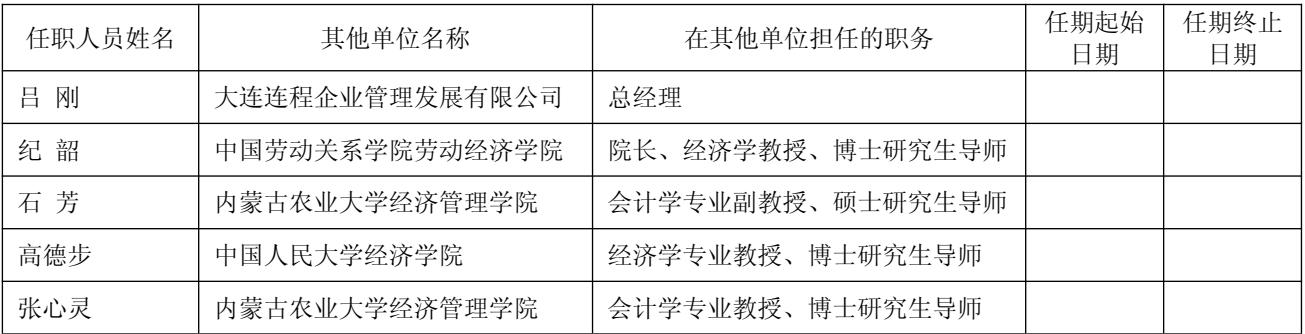 任职人员姓名 其他单位名称 在其他单位担任的职务 任期起始日期 任期终止日期
吕 刚 大连连程企业管理发展有限公司 总经理
纪 韶 中国劳动关系学院劳动经济学院 院长、经济学教授、博士研究生导师
石 芳 内蒙古农业大学经济管理学院 会计学专业副教授、硕士研究生导师
高德步 中国人民大学经济学院 经济学专业教授、博士研究生导师
张心灵 内蒙古农业大学经济管理学院 会计学专业教授、博士研究生导师